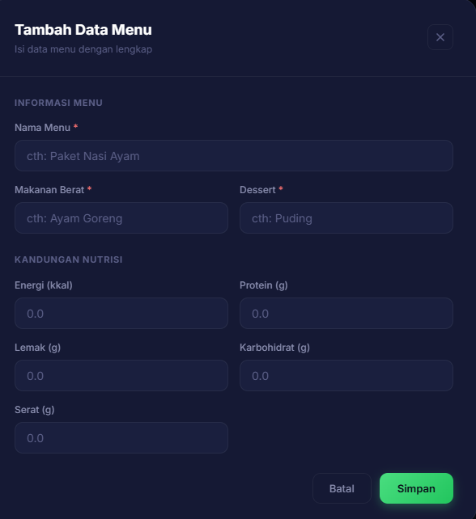 Tambah Data Menu
Isi data menu dengan lengkap
INFORMASI MENU
Nama Menu *
cth: Paket Nasi Ayam
Makanan Berat * Dessert *
cth: Ayam Goreng cth: Puding
KANDUNGAN NUTRISI
Energi (kkal) Protein (g)
0.0 0.0
Lemak (g) Karbohidrat (g)
0.0 0.0
Serat (g)
0.0
Batal Simpan